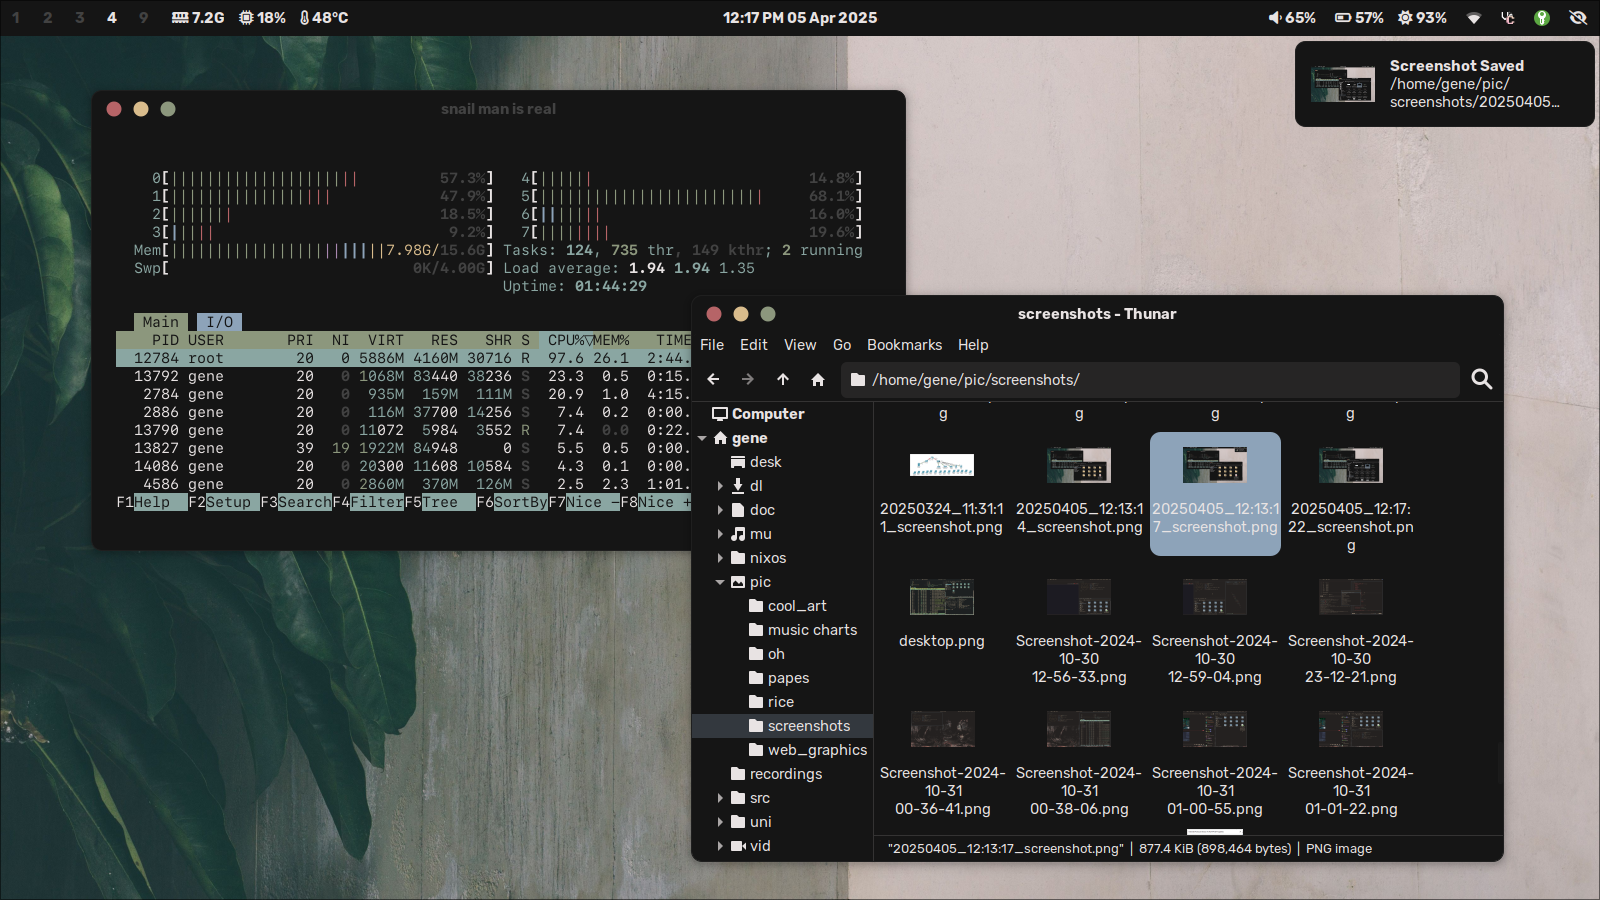 1 2 3 4 9 7.2G 18% 48°C 12:17 PM 05 Apr 2025 65% 57% 93%
Screenshot Saved
/home/gene/pic/
screenshots/20250405…
snail man is real
0[ 57.3%] 4[ 14.8%]
1[ 47.9%] 5[ 68.1%]
2[ 18.5%] 6[ 16.0%]
3[ 9.2%] 7[ 19.6%]
Mem[ 7.98G/15.6G] Tasks: 124, 735 thr, 149 kthr; 2 running
Swp[ 0K/4.00G] Load average: 1.94 1.94 1.35
Uptime: 01:44:29
Main I/O
PID USER PRI NI VIRT RES SHR S CPU%▽MEM% TIME
12784 root 20 0 5886M 4160M 30716 R 97.6 26.1 2:44.
13792 gene 20 0 1068M 83440 38236 S 23.3 0.5 0:15.
2784 gene 20 0 935M 159M 111M S 20.9 1.0 4:15.
2886 gene 20 0 116M 37700 14256 S 7.4 0.2 0:00.
13790 gene 20 0 11072 5984 3552 R 7.4 0.0 0:22.
13827 gene 39 19 1922M 84948 0 S 5.5 0.5 0:00.
14086 gene 20 0 20300 11608 10584 S 4.3 0.1 0:00.
4586 gene 20 0 2860M 370M 126M S 2.5 2.3 1:01.
F1Help F2Setup F3SearchF4FilterF5Tree F6SortByF7Nice -F8Nice +
screenshots - Thunar
File Edit View Go Bookmarks Help
/home/gene/pic/screenshots/
Computer
gene
desk
dl
doc
mu
nixos
pic
cool_art
music charts
oh
papes
rice
screenshots
web_graphics
recordings
src
uni
vid
g g g g
20250324_11:31:1 20250405_12:13:1 20250405_12:13:1 20250405_12:17:
1_screenshot.png 4_screenshot.png 7_screenshot.png 22_screenshot.pn
g
desktop.png Screenshot-2024- Screenshot-2024- Screenshot-2024-
10-30 10-30 10-30
12-56-33.png 12-59-04.png 23-12-21.png
Screenshot-2024- Screenshot-2024- Screenshot-2024- Screenshot-2024-
10-31 10-31 10-31 10-31
00-36-41.png 00-38-06.png 01-00-55.png 01-01-22.png
"20250405_12:13:17_screenshot.png" | 877.4 KiB (898,464 bytes) | PNG image